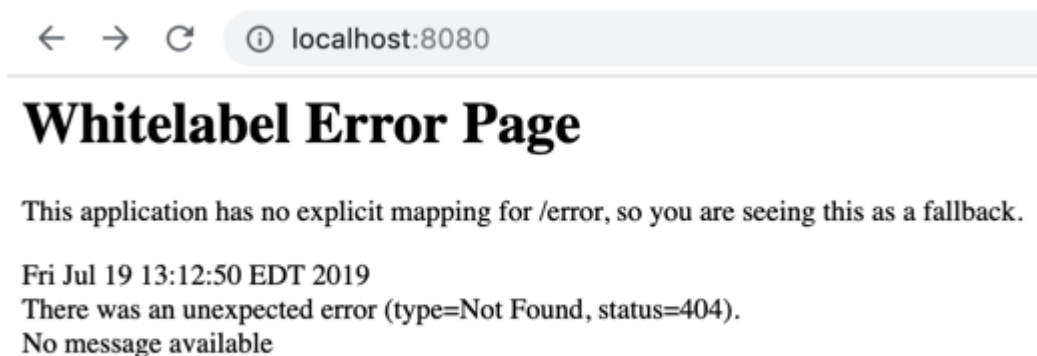 localhost:8080
Whitelabel Error Page
This application has no explicit mapping for /error, so you are seeing this as a fallback.
Fri Jul 19 13:12:50 EDT 2019
There was an unexpected error (type=Not Found, status=404).
No message available